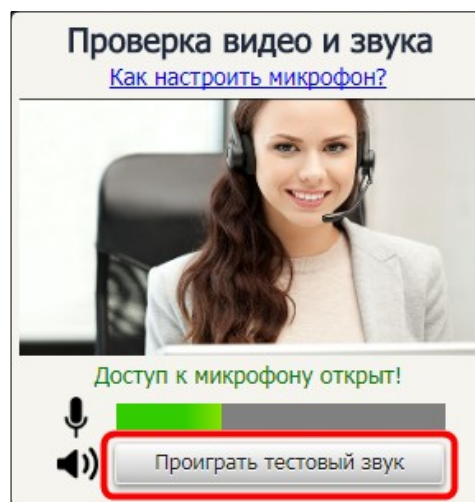 Проверка видео и звука
Как настроить микрофон?
Доступ к микрофону открыт!
Проиграть тестовый звук